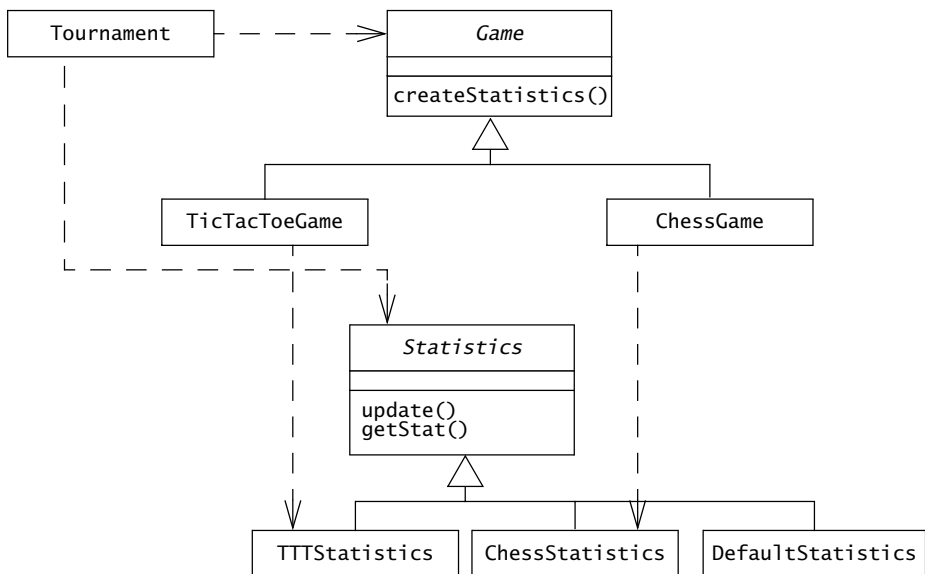 Tournament
Game
createStatistics()
TicTacToeGame
ChessGame
Statistics
update()
getStat()
TTTStatistics
ChessStatistics
DefaultStatistics